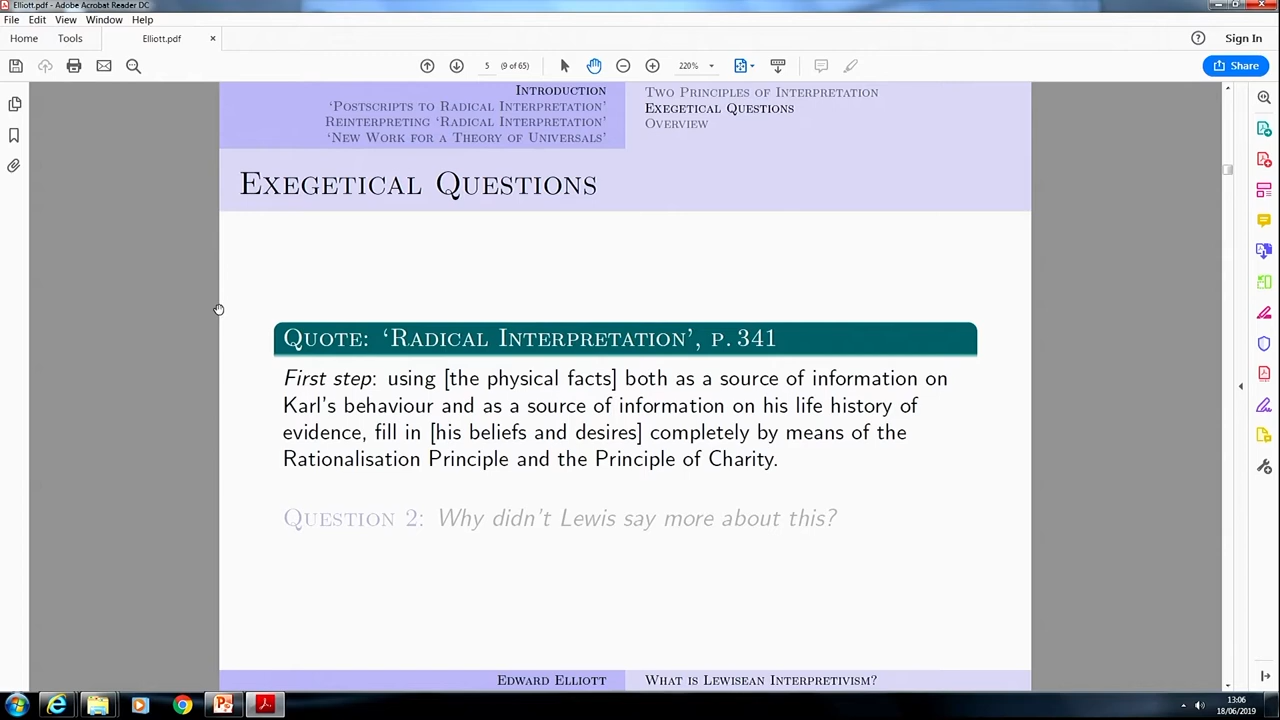 Elliott.pdf - Adobe Acrobat Reader DC
File Edit View Window Help
Home Tools Elliott.pdf × Sign In
5 (9 of 65) 220% Share
INTRODUCTION
‘POSTSCRIPTS TO RADICAL INTERPRETATION’
REINTERPRETING ‘RADICAL INTERPRETATION’
‘NEW WORK FOR A THEORY OF UNIVERSALS’
TWO PRINCIPLES OF INTERPRETATION
EXEGETICAL QUESTIONS
OVERVIEW
EXEGETICAL QUESTIONS
QUOTE: ‘RADICAL INTERPRETATION’, P. 341
First step: using [the physical facts] both as a source of information on
Karl's behaviour and as a source of information on his life history of
evidence, fill in [his beliefs and desires] completely by means of the
Rationalisation Principle and the Principle of Charity.
QUESTION 2: Why didn't Lewis say more about this?
EDWARD ELLIOTT
WHAT IS LEWISEAN INTERPRETIVISM?
13:06
18/06/2019